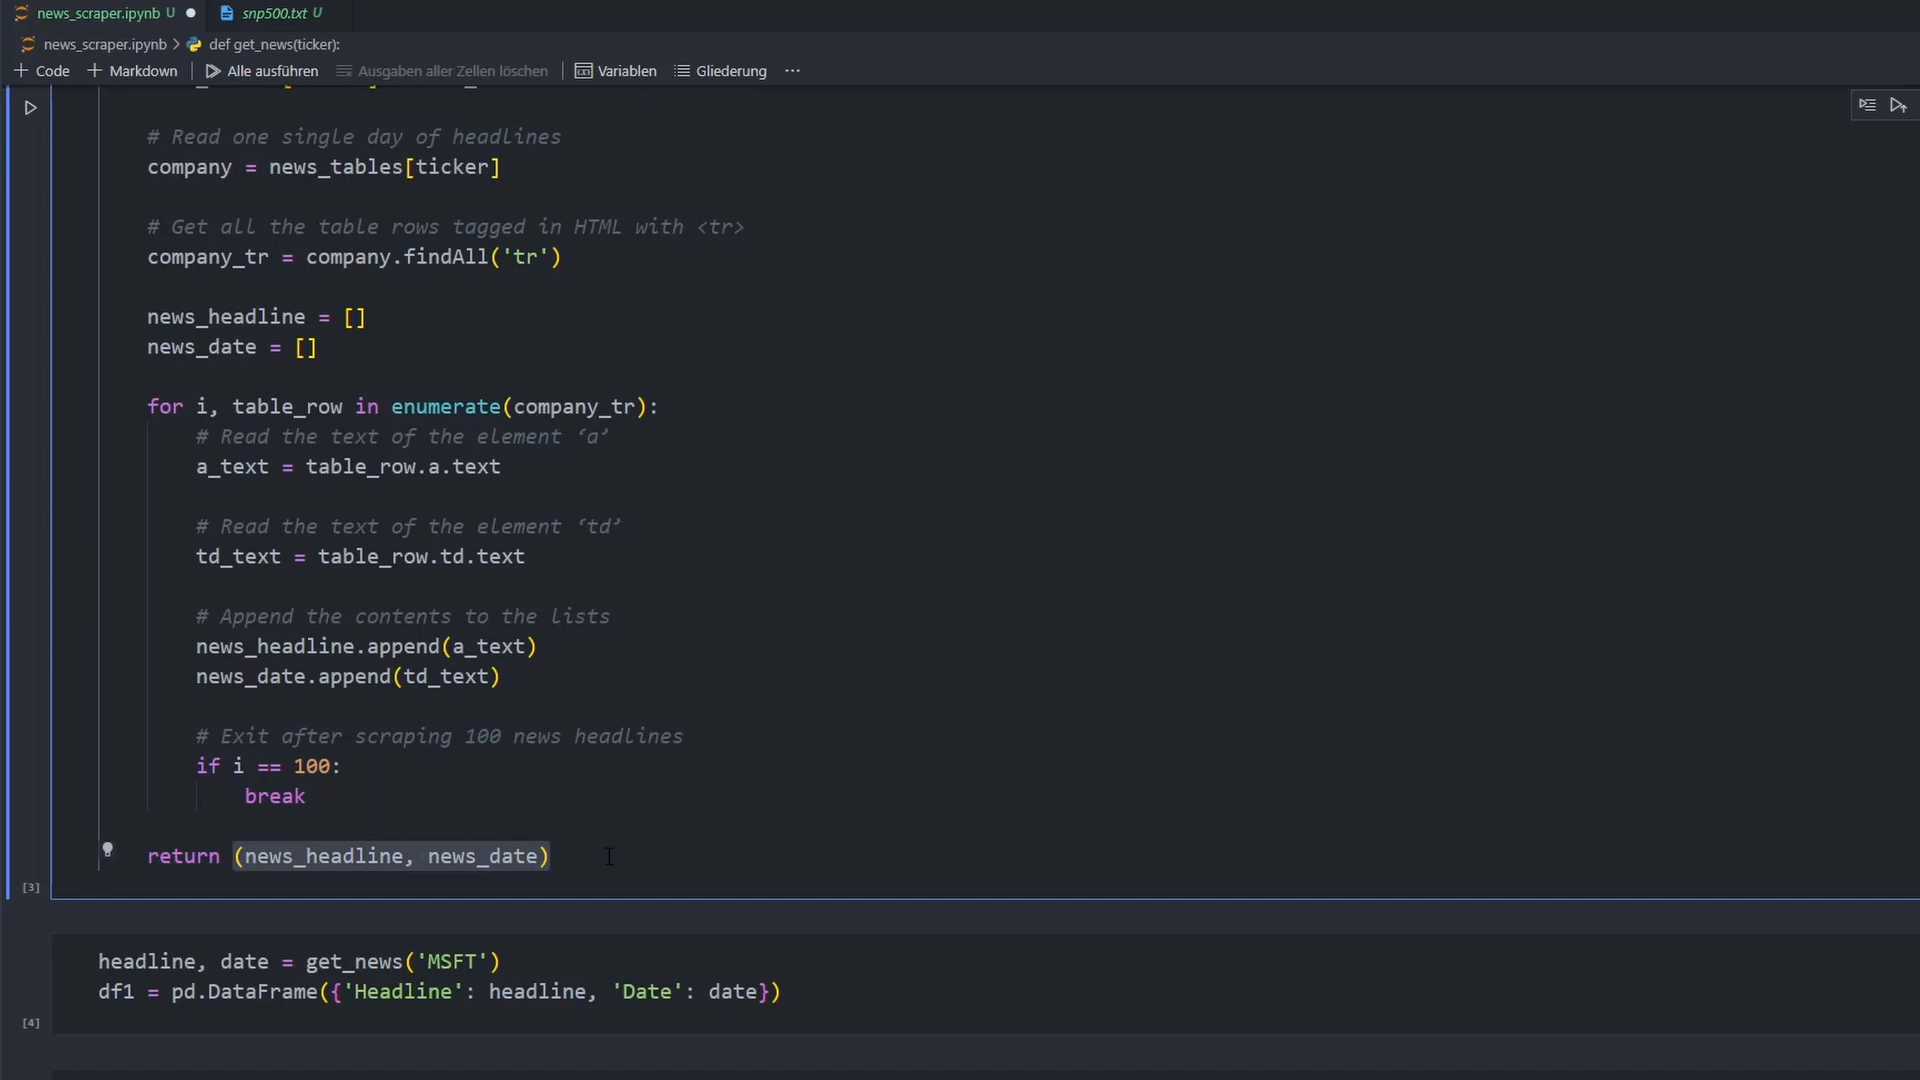 news_scraper.ipynb U
snp500.txt U
news_scraper.ipynb > def get_news(ticker):
+ Code + Markdown Alle ausführen Ausgaben aller Zellen löschen Variablen Gliederung ...
# Read one single day of headlines
company = news_tables[ticker]
# Get all the table rows tagged in HTML with <tr>
company_tr = company.findAll('tr')
news_headline = []
news_date = []
for i, table_row in enumerate(company_tr):
# Read the text of the element ‘a’
a_text = table_row.a.text
# Read the text of the element ‘td’
td_text = table_row.td.text
# Append the contents to the lists
news_headline.append(a_text)
news_date.append(td_text)
# Exit after scraping 100 news headlines
if i == 100:
break
return (news_headline, news_date)
[3]
headline, date = get_news('MSFT')
df1 = pd.DataFrame({'Headline': headline, 'Date': date})
[4]